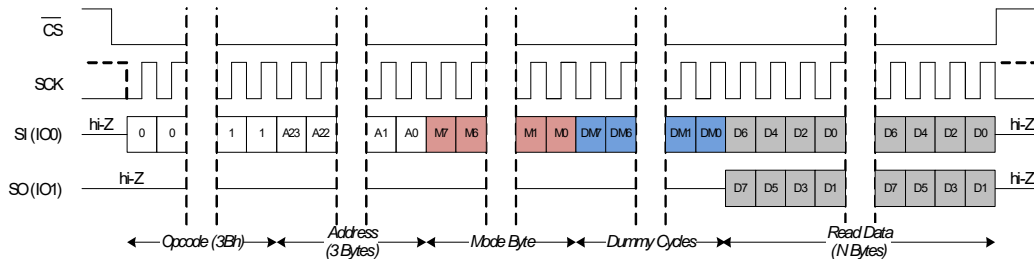 CS
SCK
SI (IO0) hi-Z 0 0 1 1 A23 A22 A1 A0 M7 M6 M1 M0 DM7 DM6 DM1 DM0 D6 D4 D2 D0 D6 D4 D2 D0 hi-Z
SO (IO1) hi-Z D7 D5 D3 D1 D7 D5 D3 D1 hi-Z
Opcode (3Bh) Address Mode Byte Dummy Cycles Read Data
(3 Bytes) (N Bytes)